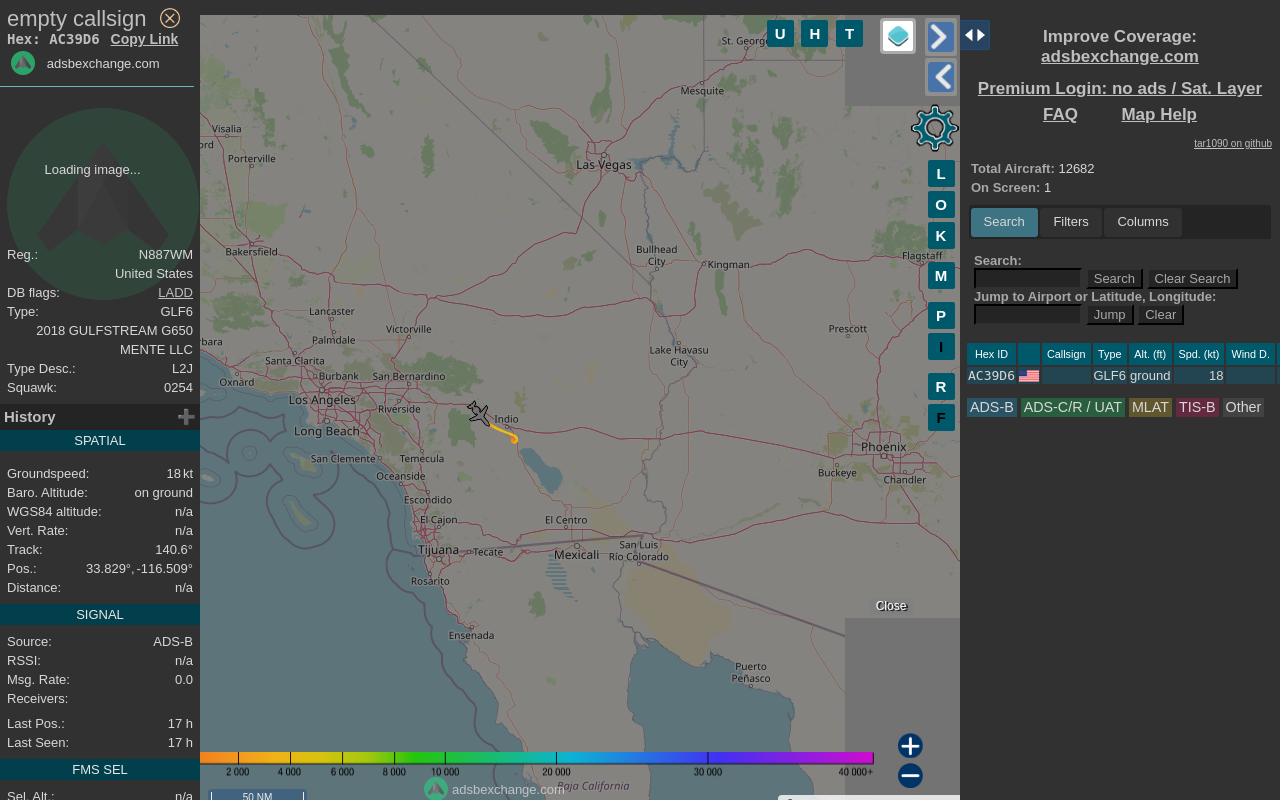 empty callsign
Hex: AC39D6 Copy Link
adsbexchange.com
Loading image...
Reg.: N887WM
United States
DB flags: LADD
Type: GLF6
2018 GULFSTREAM G650
MENTE LLC
Type Desc.: L2J
Squawk: 0254
History
SPATIAL
Groundspeed: 18 kt
Baro. Altitude: on ground
WGS84 altitude: n/a
Vert. Rate: n/a
Track: 140.6°
Pos.: 33.829°, -116.509°
Distance: n/a
SIGNAL
Source: ADS-B
RSSI: n/a
Msg. Rate: 0.0
Receivers:
Last Pos.: 17 h
Last Seen: 17 h
FMS SEL
Sel. Alt.: n/a
U H T
St. George
Mesquite
Visalia
ord
Porterville
Las Vegas
L
O
K
M
P
I
R
F
Bakersfield
Bullhead City
Kingman
Flagstaff
Lancaster
Palmdale
Victorville
Prescott
bara
Santa Clarita
Lake Havasu City
Oxnard
Burbank
San Bernardino
Los Angeles
Riverside
Indio
Long Beach
Phoenix
San Clemente
Temecula
Buckeye
Chandler
Oceanside
Escondido
El Cajon
El Centro
Tijuana
Tecate
Mexicali
San Luis Río Colorado
Rosarito
Close
Ensenada
Puerto Peñasco
2 000 4 000 6 000 8 000 10 000 20 000 30 000 40 000+
adsbexchange.com
Baja California
50 NM
Improve Coverage:
adsbexchange.com
Premium Login: no ads / Sat. Layer
FAQ Map Help
tar1090 on github
Total Aircraft: 12682
On Screen: 1
Search Filters Columns
Search:
Search Clear Search
Jump to Airport or Latitude, Longitude:
Jump Clear
Hex ID Callsign Type Alt. (ft) Spd. (kt) Wind D.
AC39D6 GLF6 ground 18
ADS-B ADS-C/R / UAT MLAT TIS-B Other